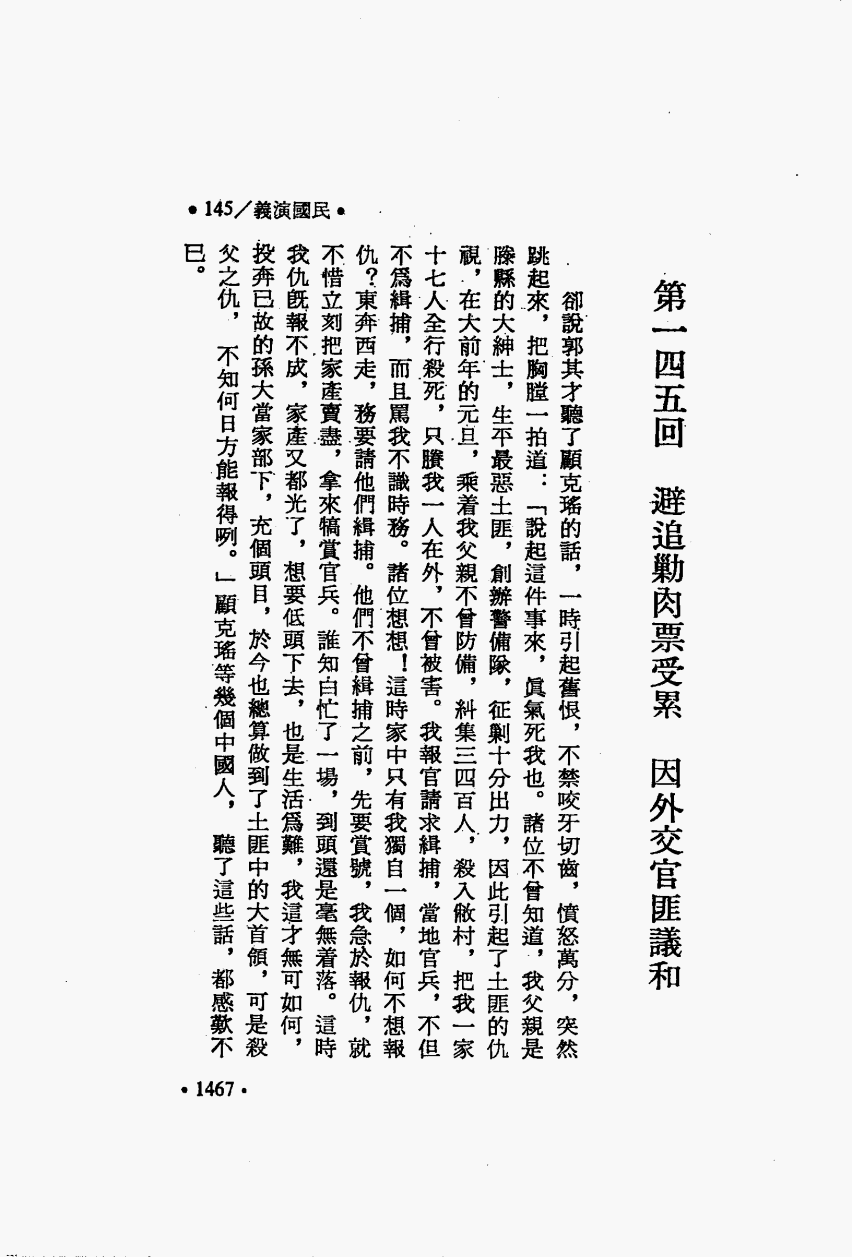 •民國演義/145•
第一四五回　避追勦肉票受累　因外交官匪議和
卻說郭其才聽了顧克瑤的話，一時引起舊恨，不禁咬牙切齒，憤怒萬分，突然
跳起來，把胸膛一拍道：「說起這件事來，眞氣死我也。諸位不曾知道，我父親是
滕縣的大紳士，生平最惡土匪，創辦警備隊，征剿十分出力，因此引起了土匪的仇
視，在大前年的元旦，乘着我父親不曾防備，糾集三四百人，殺入敝村，把我一家
十七人全行殺死，只賸我一人在外，不曾被害。我報官請求緝捕，當地官兵，不但
不爲緝捕，而且罵我不識時務。諸位想想！這時家中只有我獨自一個，如何不想報
仇？東奔西走，務要請他們緝捕。他們不曾緝捕之前，先要賞號，我急於報仇，就
不惜立刻把家產賣盡，拿來犒賞官兵。誰知白忙了一場，到頭還是毫無着落。這時
我仇旣報不成，家產又都光了，想要低頭下去，也是生活爲難，我這才無可如何，
投奔已故的孫大當家部下，充個頭目，於今也總算做到了土匪中的大首領，可是殺
父之仇，不知何日方能報得咧。」顧克瑤等幾個中國人，聽了這些話，都感歎不
已。
•1467•